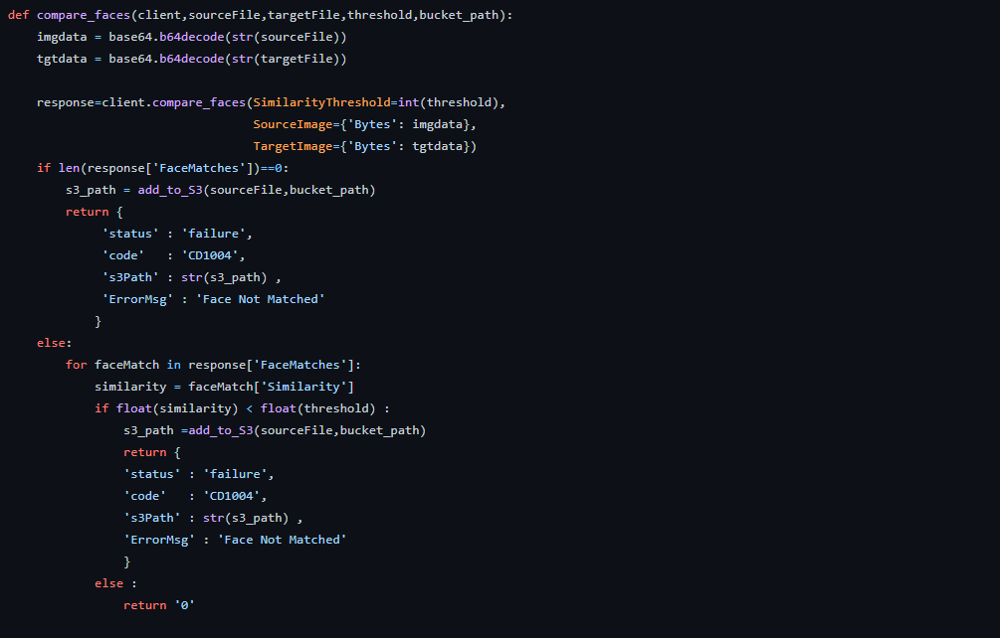 def compare_faces(client,sourceFile,targetFile,threshold,bucket_path):
    imgdata = base64.b64decode(str(sourceFile))
    tgtdata = base64.b64decode(str(targetFile))

    response=client.compare_faces(SimilarityThreshold=int(threshold),
                                  SourceImage={'Bytes': imgdata},
                                  TargetImage={'Bytes': tgtdata})
    if len(response['FaceMatches'])==0:
        s3_path = add_to_S3(sourceFile,bucket_path)
        return {
             'status' : 'failure',
             'code'   : 'CD1004',
             's3Path' : str(s3_path) ,
             'ErrorMsg' : 'Face Not Matched'
            }
    else:
        for faceMatch in response['FaceMatches']:
            similarity = faceMatch['Similarity']
            if float(similarity) < float(threshold) :
                s3_path =add_to_S3(sourceFile,bucket_path)
                return {
                'status' : 'failure',
                'code'   : 'CD1004',
                's3Path' : str(s3_path) ,
                'ErrorMsg' : 'Face Not Matched'
                }
            else :
                return '0'